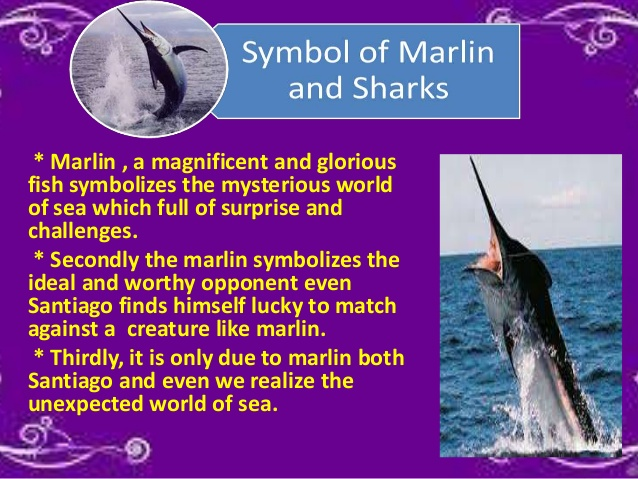 Symbol of Marlin
and Sharks
* Marlin , a magnificent and glorious
fish symbolizes the mysterious world
of sea which full of surprise and
challenges.
* Secondly the marlin symbolizes the
ideal and worthy opponent even
Santiago finds himself lucky to match
against a creature like marlin.
* Thirdly, it is only due to marlin both
Santiago and even we realize the
unexpected world of sea.